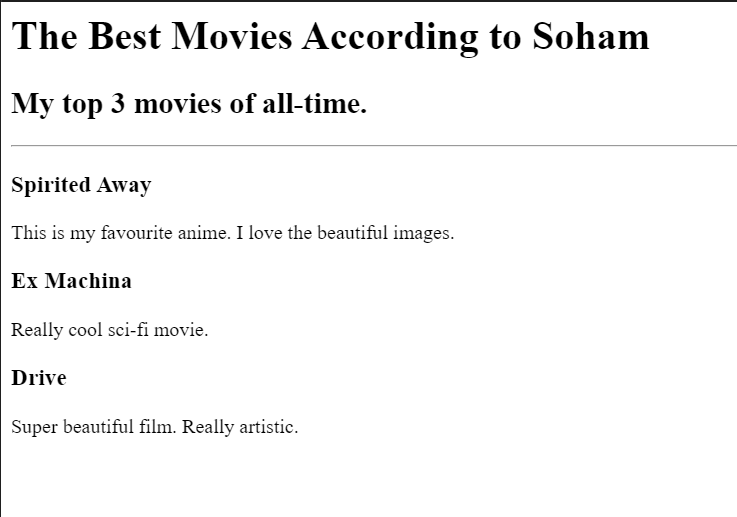 The Best Movies According to Soham
My top 3 movies of all-time.
Spirited Away
This is my favourite anime. I love the beautiful images.
Ex Machina
Really cool sci-fi movie.
Drive
Super beautiful film. Really artistic.